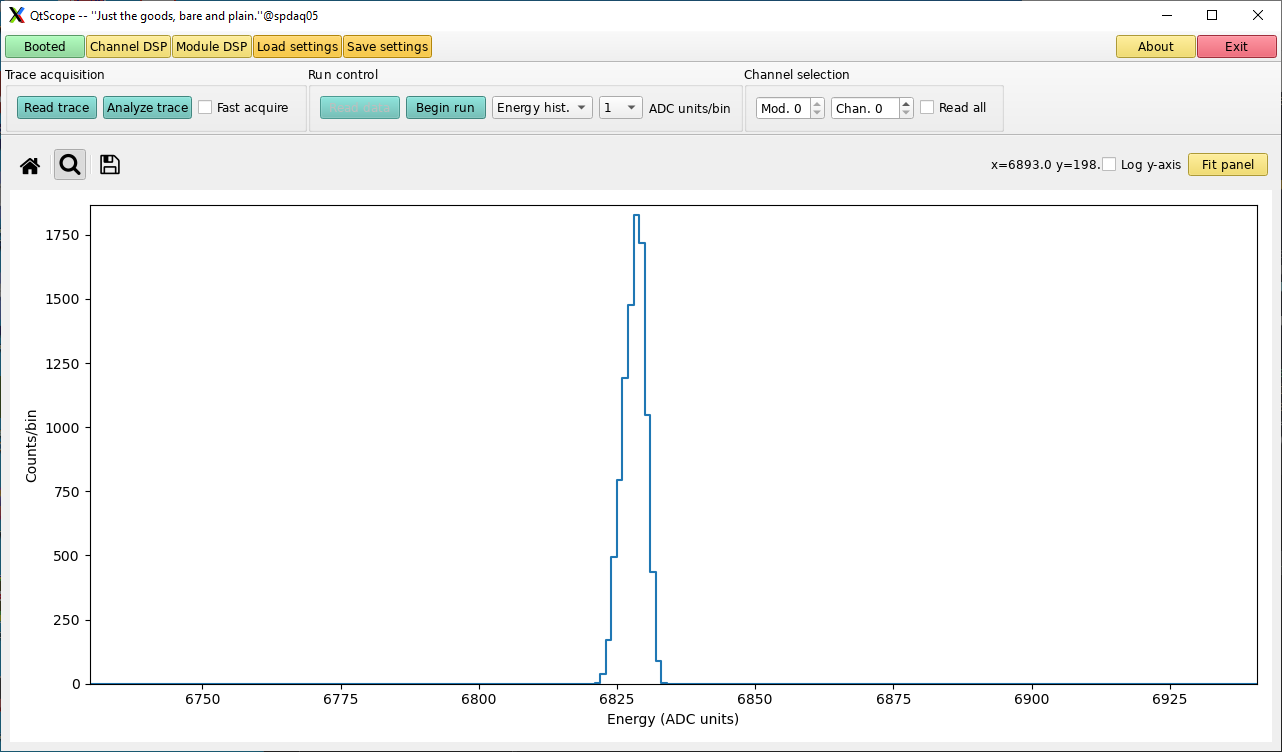 QtScope -- "Just the goods, bare and plain."@spdaq05
Booted Channel DSP Module DSP Load settings Save settings About Exit
Trace acquisition Run control Channel selection
Read trace Analyze trace Fast acquire Read data Begin run Energy hist. 1 ADC units/bin Mod. 0 Chan. 0 Read all
x=6893.0 y=198. Log y-axis Fit panel
1750
1500
1250
1000
750
500
250
0
Counts/bin
6750 6775 6800 6825 6850 6875 6900 6925
Energy (ADC units)